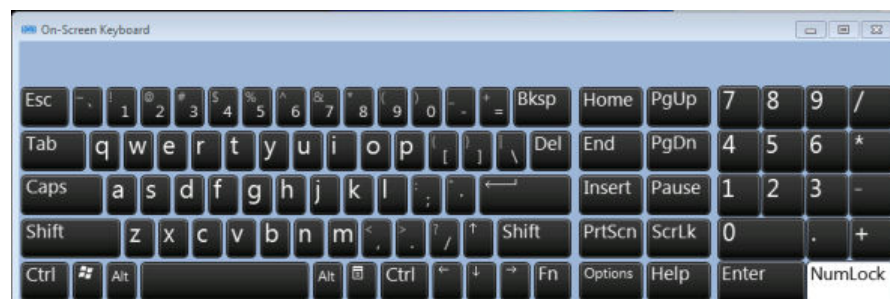 On-Screen Keyboard
Esc ~ ` ! 1 @ 2 # 3 $ 4 % 5 ^ 6 & 7 * 8 ( 9 ) 0 _ - + = Bksp Home PgUp 7 8 9 /
Tab q w e r t y u i o p { [ } ] | \ Del End PgDn 4 5 6 *
Caps a s d f g h j k l : ; " ' Insert Pause 1 2 3 -
Shift z x c v b n m < , > . ? / ↑ Shift PrtScn ScrLk 0 . +
Ctrl Alt Alt Ctrl ← ↓ → Fn Options Help Enter NumLock